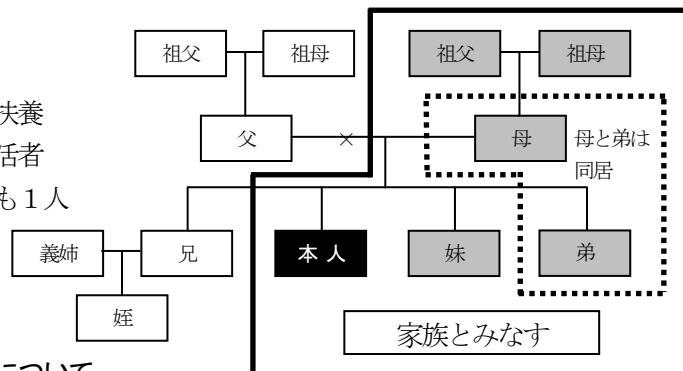 祖父 祖母 祖父 祖母
扶養
父 × 母 母と弟は
同居
活者
も1人
義姉 兄 本人 妹 弟
姪
家族とみなす
について